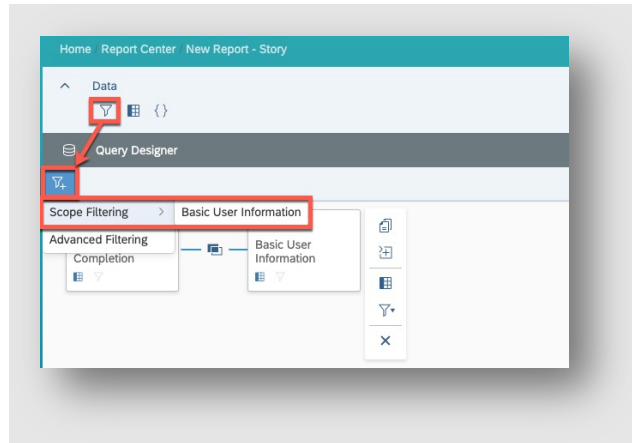 Home / Report Center / New Report - Story
Data
{ }
Query Designer
Scope Filtering > Basic User Information
Advanced Filtering
Completion
Basic User
Information